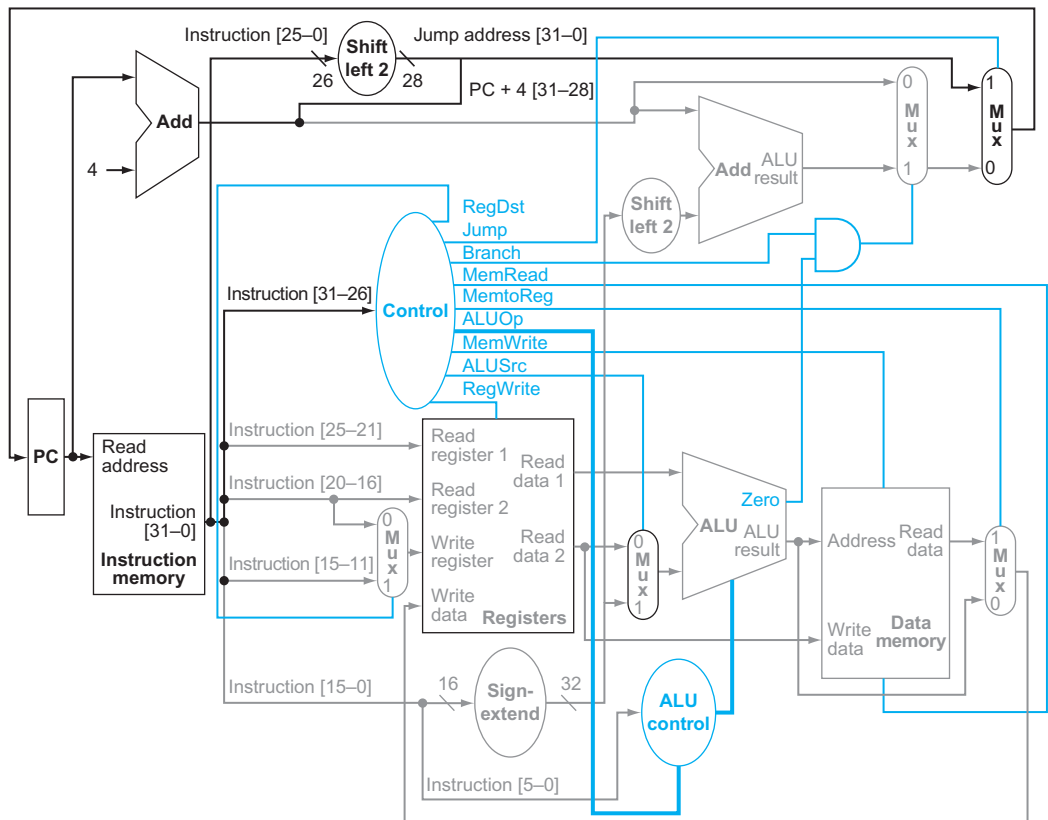 Instruction [25–0]
Shift
left 2
Jump address [31–0]
26
28
PC + 4 [31–28]
Add
4
0
M
u
x
1
1
M
u
x
0
Add
ALU
result
Shift
left 2
RegDst
Jump
Branch
MemRead
MemtoReg
ALUOp
MemWrite
ALUSrc
RegWrite
Control
Instruction [31–26]
PC
Read
address
Instruction
[31–0]
Instruction
memory
Instruction [25–21]
Instruction [20–16]
Instruction [15–11]
0
M
u
x
1
Read
register 1
Read
register 2
Write
register
Write
data
Read
data 1
Read
data 2
Registers
0
M
u
x
1
Zero
ALU
ALU
result
Address
Read
data
Write
data
Data
memory
1
M
u
x
0
Instruction [15–0]
16
Sign-
extend
32
ALU
control
Instruction [5–0]